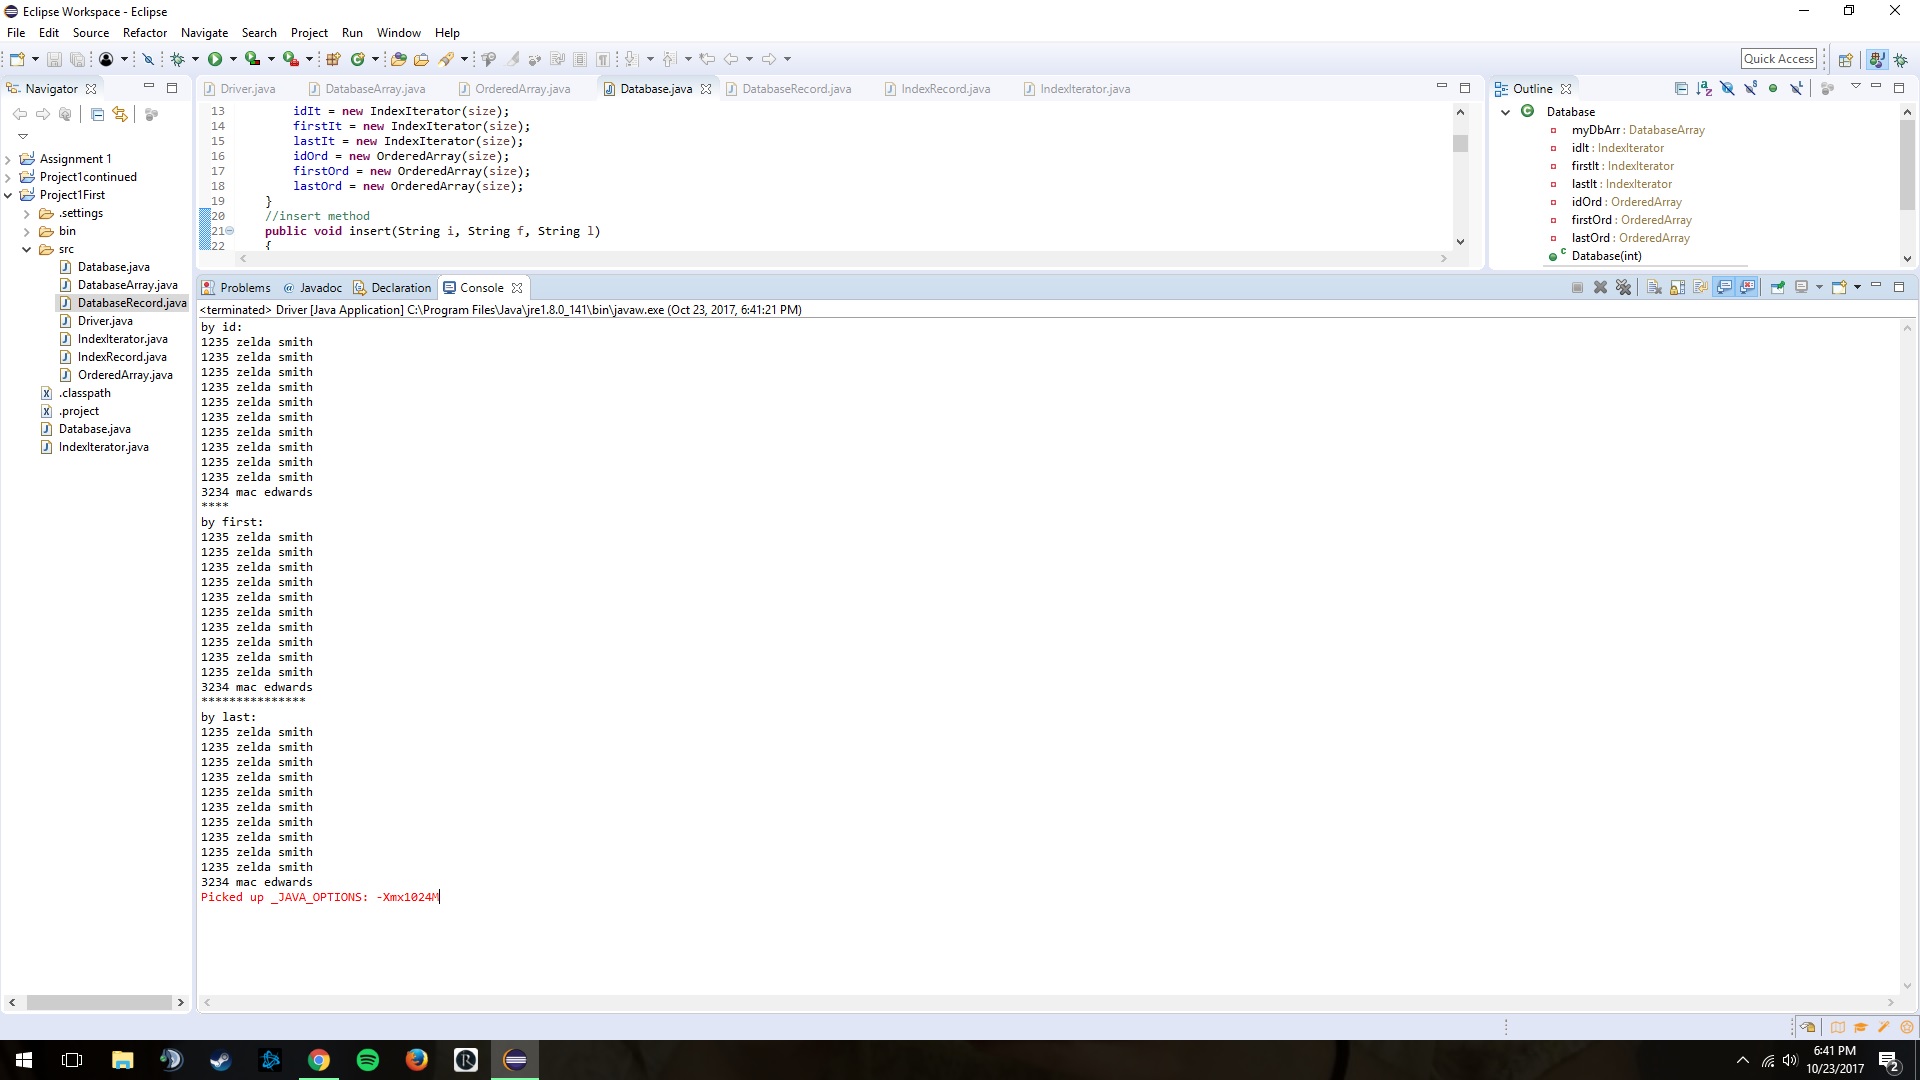 Eclipse Workspace - Eclipse
File Edit Source Refactor Navigate Search Project Run Window Help
Quick Access
Navigator
Assignment 1
Project1continued
Project1First
.settings
bin
src
Database.java
DatabaseArray.java
DatabaseRecord.java
Driver.java
IndexIterator.java
IndexRecord.java
OrderedArray.java
.classpath
.project
Database.java
IndexIterator.java
Driver.java DatabaseArray.java OrderedArray.java Database.java DatabaseRecord.java IndexRecord.java IndexIterator.java
13 idIt = new IndexIterator(size);
14 firstIt = new IndexIterator(size);
15 lastIt = new IndexIterator(size);
16 idOrd = new OrderedArray(size);
17 firstOrd = new OrderedArray(size);
18 lastOrd = new OrderedArray(size);
19 }
20 //insert method
21 public void insert(String i, String f, String l)
22 {
Outline
Database
myDbArr : DatabaseArray
idIt : IndexIterator
firstIt : IndexIterator
lastIt : IndexIterator
idOrd : OrderedArray
firstOrd : OrderedArray
lastOrd : OrderedArray
Database(int)
Problems @ Javadoc Declaration Console
<terminated> Driver [Java Application] C:\Program Files\Java\jre1.8.0_141\bin\javaw.exe (Oct 23, 2017, 6:41:21 PM)
by id:
1235 zelda smith
1235 zelda smith
1235 zelda smith
1235 zelda smith
1235 zelda smith
1235 zelda smith
1235 zelda smith
1235 zelda smith
1235 zelda smith
1235 zelda smith
3234 mac edwards
****
by first:
1235 zelda smith
1235 zelda smith
1235 zelda smith
1235 zelda smith
1235 zelda smith
1235 zelda smith
1235 zelda smith
1235 zelda smith
1235 zelda smith
1235 zelda smith
3234 mac edwards
***************
by last:
1235 zelda smith
1235 zelda smith
1235 zelda smith
1235 zelda smith
1235 zelda smith
1235 zelda smith
1235 zelda smith
1235 zelda smith
1235 zelda smith
1235 zelda smith
3234 mac edwards
Picked up _JAVA_OPTIONS: -Xmx1024M
6:41 PM
10/23/2017
2